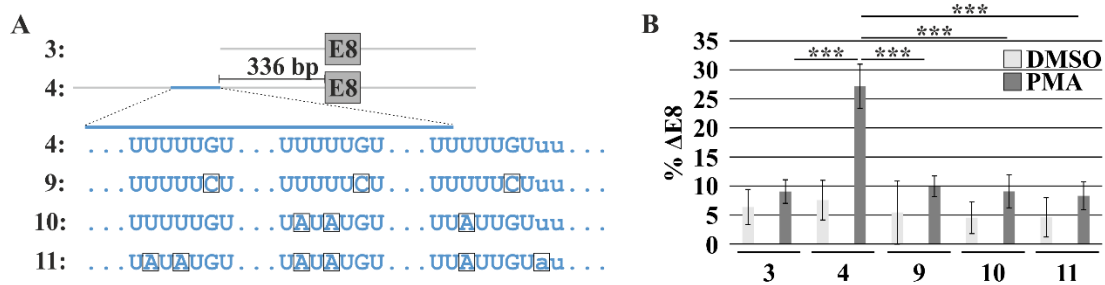 A
3: E8
336 bp
4: E8
4: ...UUUUUGU...UUUUUGU...UUUUUGUuu...
9: ...UUUUUCU...UUUUUCU...UUUUUCUuu...
10: ...UUUUUGU...UAUAUGU...UUAUUGUuu...
11: ...UAUAUGU...UAUAUGU...UUAUUGUau...
B
***
***
*** ***
DMSO
PMA
% ΔE8
35
30
25
20
15
10
5
0
3 4 9 10 11